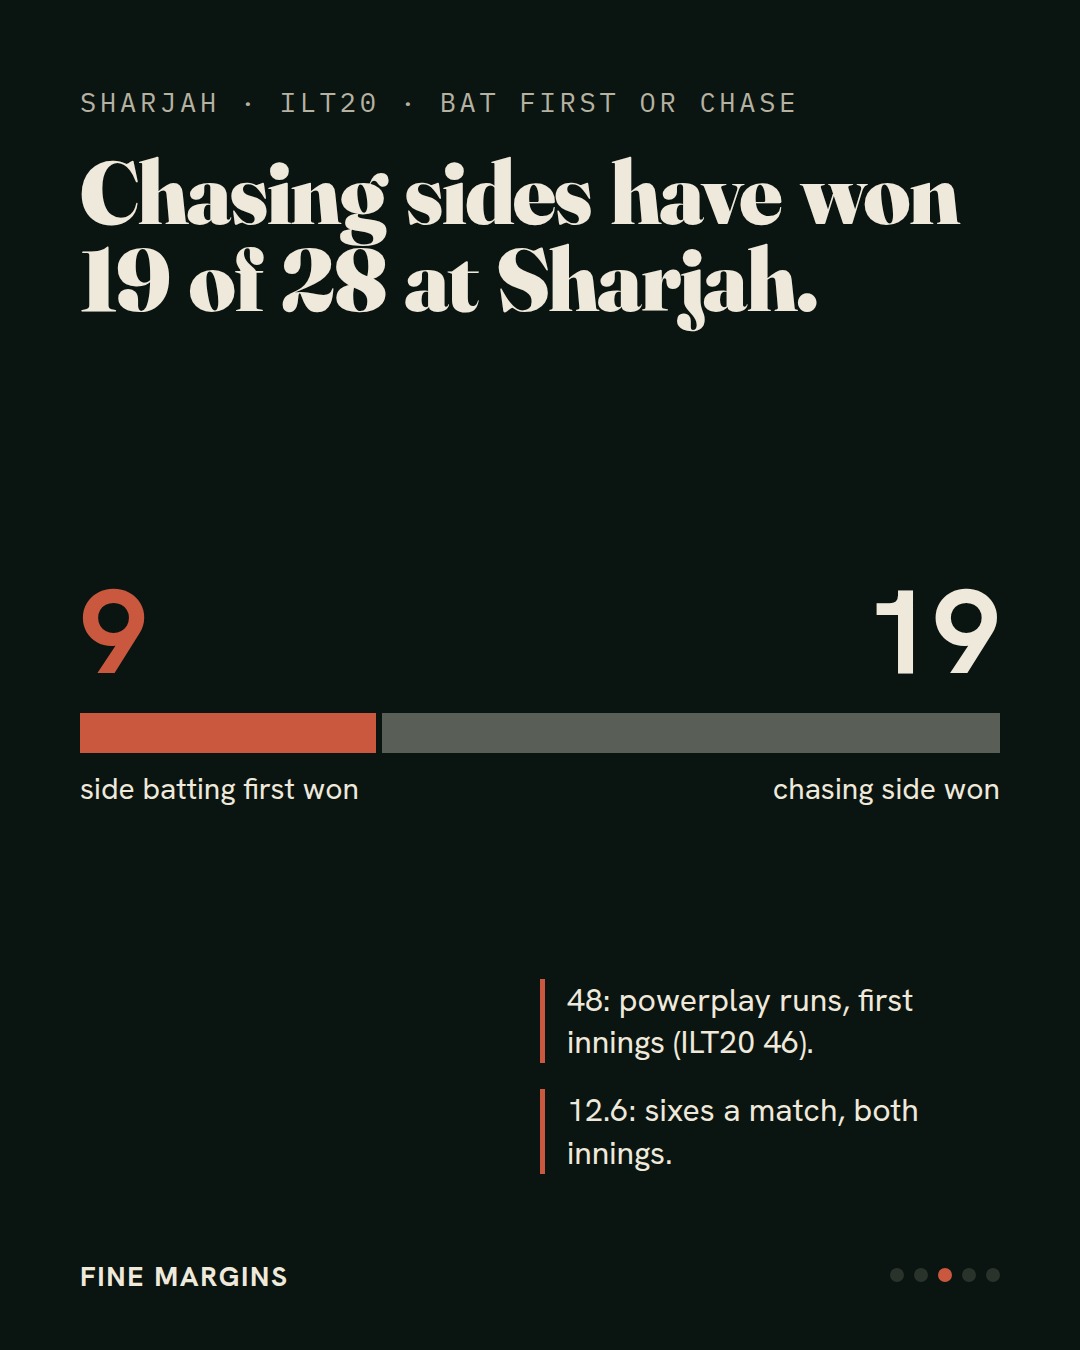 SHARJAH · ILT20 · BAT FIRST OR CHASE
Chasing sides have won
19 of 28 at Sharjah.
9
19
side batting first won
chasing side won
48: powerplay runs, first
innings (ILT20 46).
12.6: sixes a match, both
innings.
FINE MARGINS